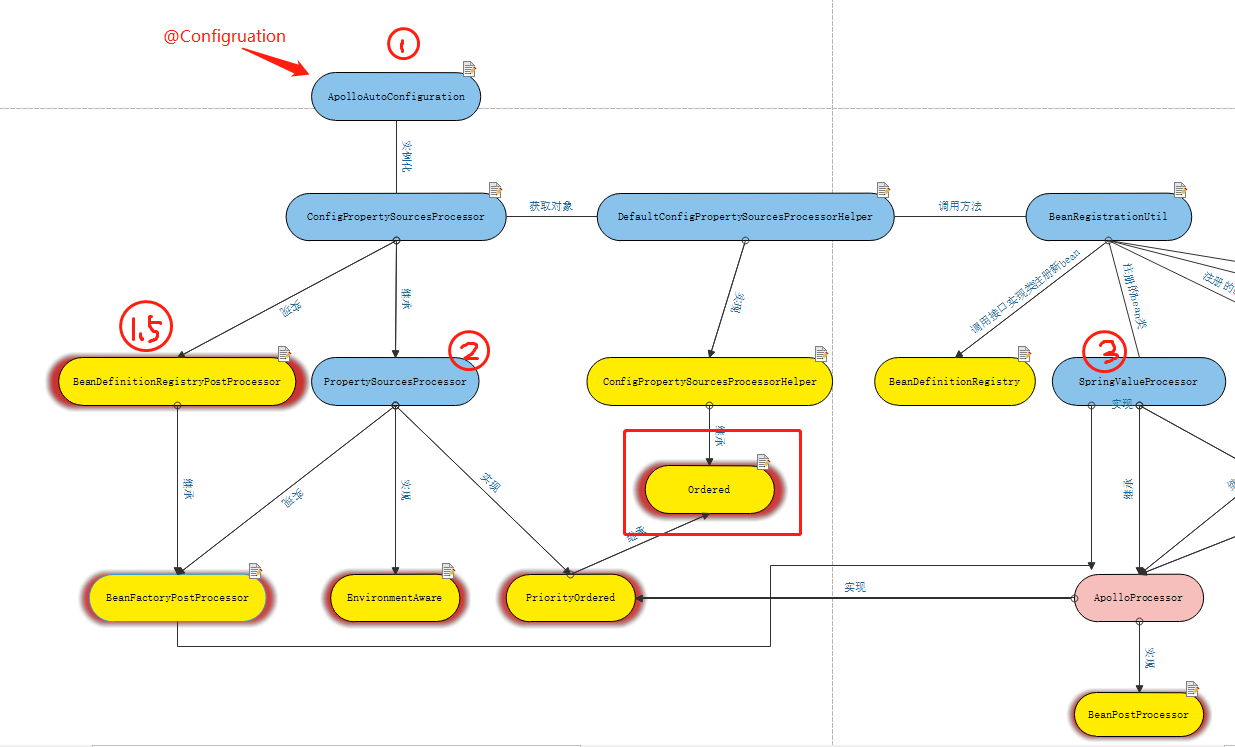 @Configruation
1
ApolloAutoConfiguration
实例化
ConfigPropertySourcesProcessor
获取对象
DefaultConfigPropertySourcesProcessorHelper
调用方法
BeanRegistrationUtil
实现
继承
实现
调用接口实现类注册新bean
注册的bean类
1.5
2
3
BeanDefinitionRegistryPostProcessor
PropertySourcesProcessor
ConfigPropertySourcesProcessorHelper
BeanDefinitionRegistry
SpringValueProcessor
实现
继承
继承
实现
实现
实现
继承
Ordered
继承
BeanFactoryPostProcessor
EnvironmentAware
PriorityOrdered
实现
ApolloProcessor
实现
BeanPostProcessor